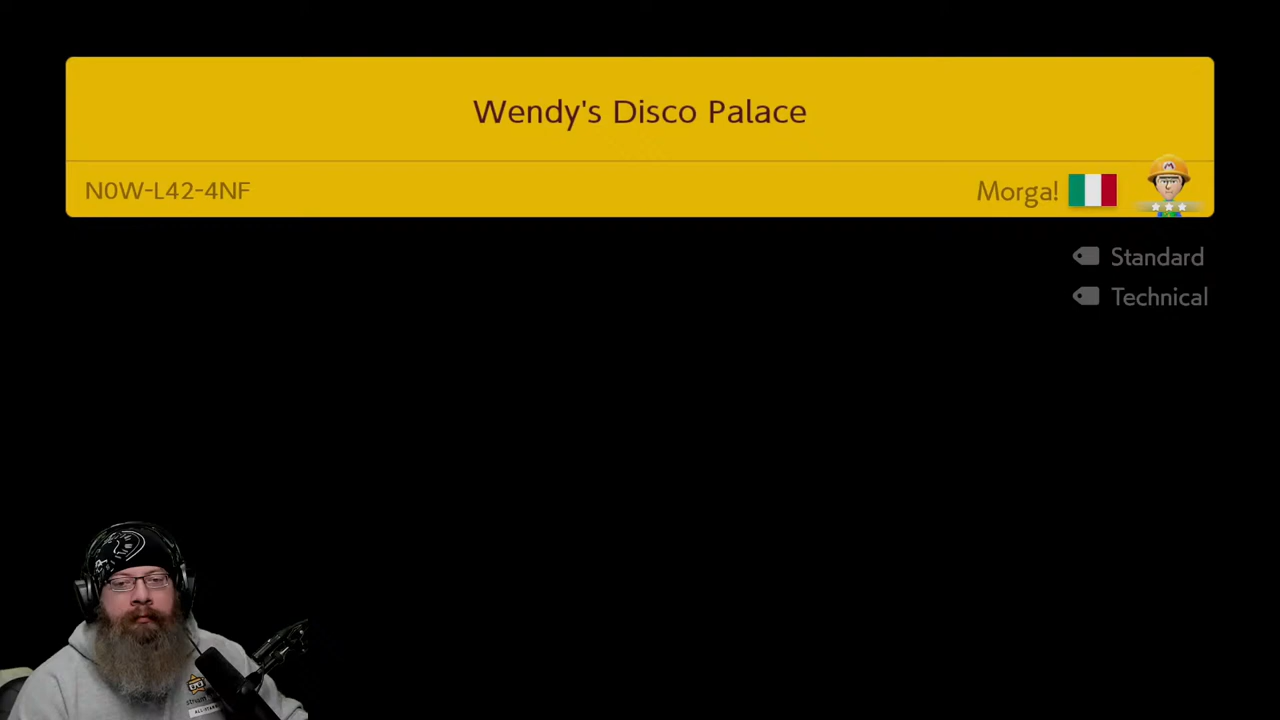 Wendy's Disco Palace
N0W-L42-4NF
Morga!
Standard
Technical